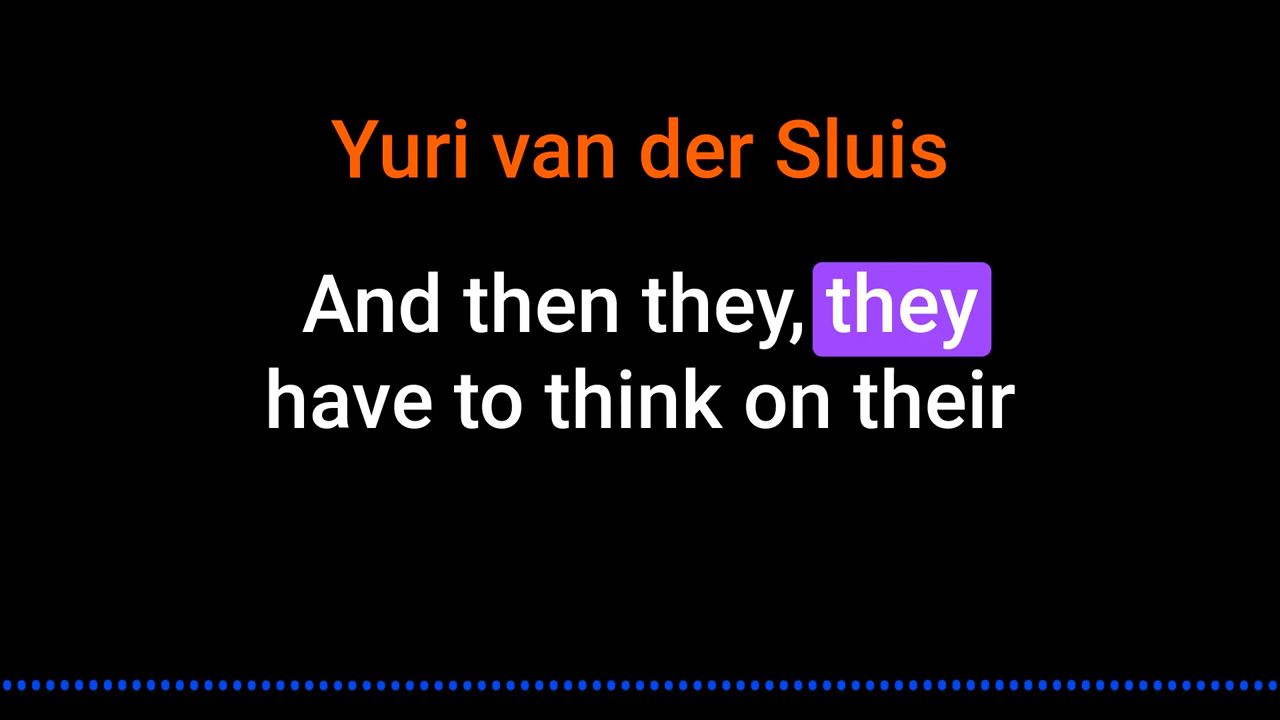 Yuri van der Sluis
And then they, they
have to think on their